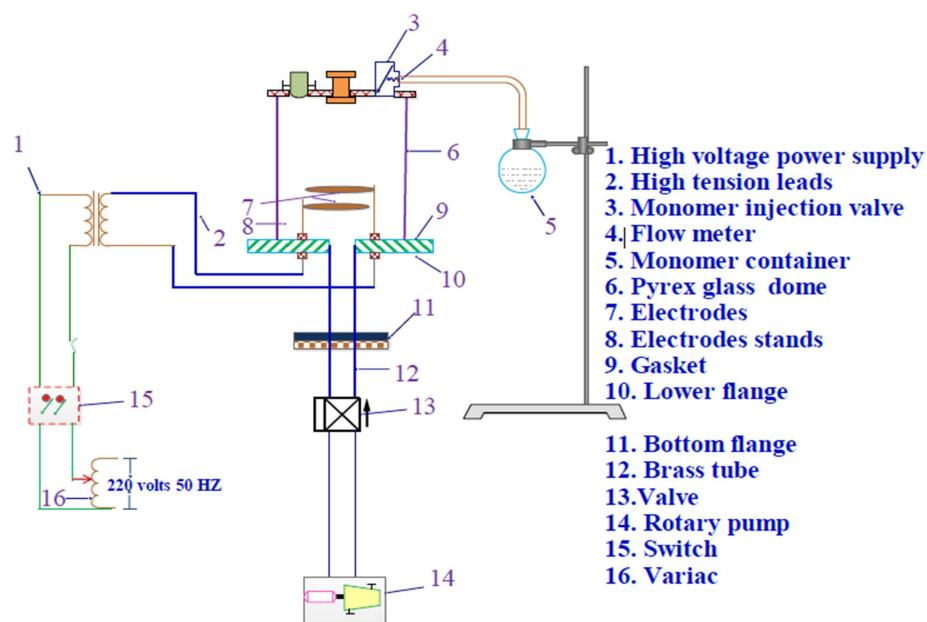 3
4
1
6
7
8
9
2
5
10
11
12
13
15
16
220 volts 50 HZ
14
1. High voltage power supply
2. High tension leads
3. Monomer injection valve
4. Flow meter
5. Monomer container
6. Pyrex glass dome
7. Electrodes
8. Electrodes stands
9. Gasket
10. Lower flange
11. Bottom flange
12. Brass tube
13.Valve
14. Rotary pump
15. Switch
16. Variac